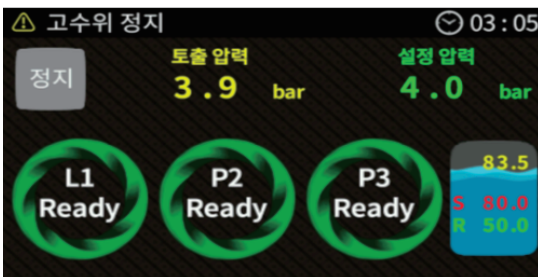 고수위 정지
03 : 05
정지
토출 압력
3 . 9 bar
설정 압력
4 . 0 bar
L1
Ready
P2
Ready
P3
Ready
83.5
S 80.0
R 50.0